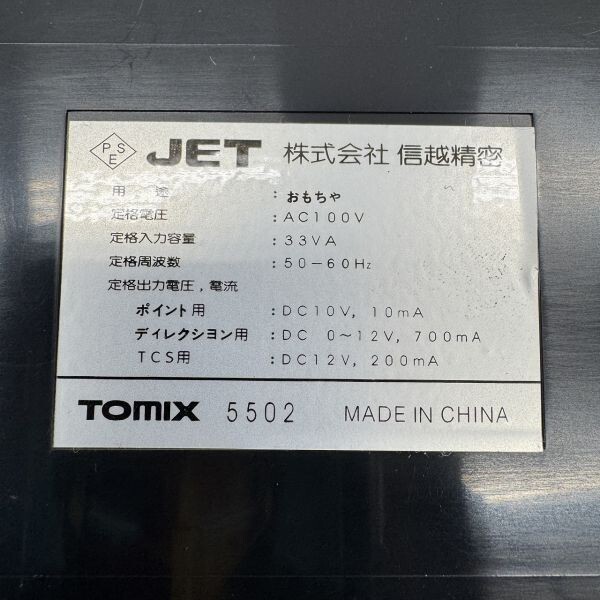 PSE JET 株式会社 信越精密
用途 : おもちゃ
定格電圧 : AC100V
定格入力容量 : 33VA
定格周波数 : 50-60Hz
定格出力電圧, 電流
ポイント用 : DC10V, 10mA
ディレクション用 : DC 0~12V, 700mA
TCS用 : DC12V, 200mA
TOMIX 5502 MADE IN CHINA